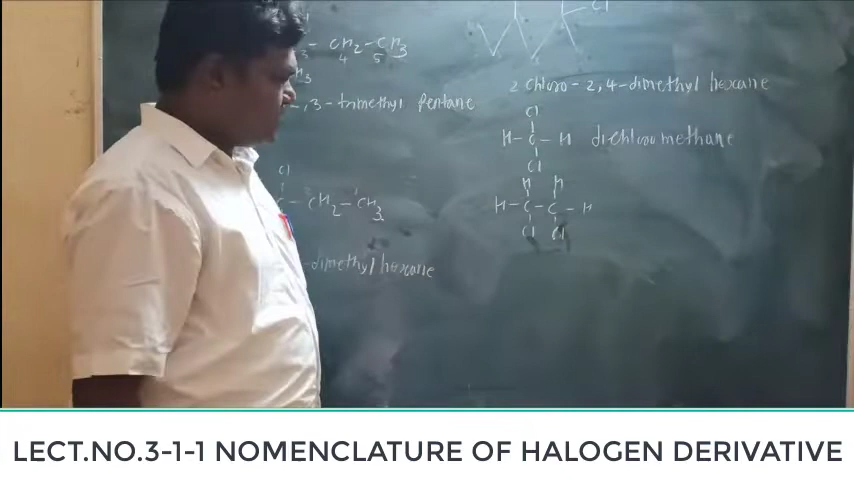 CH2-CH3
4 5
-,3-trimethyl Pentane
Cl
C-CH2-CH3
-dimethyl hexane
Cl
2 chloro-2,4-dimethyl hexane
Cl
H-C-H dichloromethane
Cl
H H
H-C-C-H
Cl Cl
LECT.NO.3-1-1 NOMENCLATURE OF HALOGEN DERIVATIVE